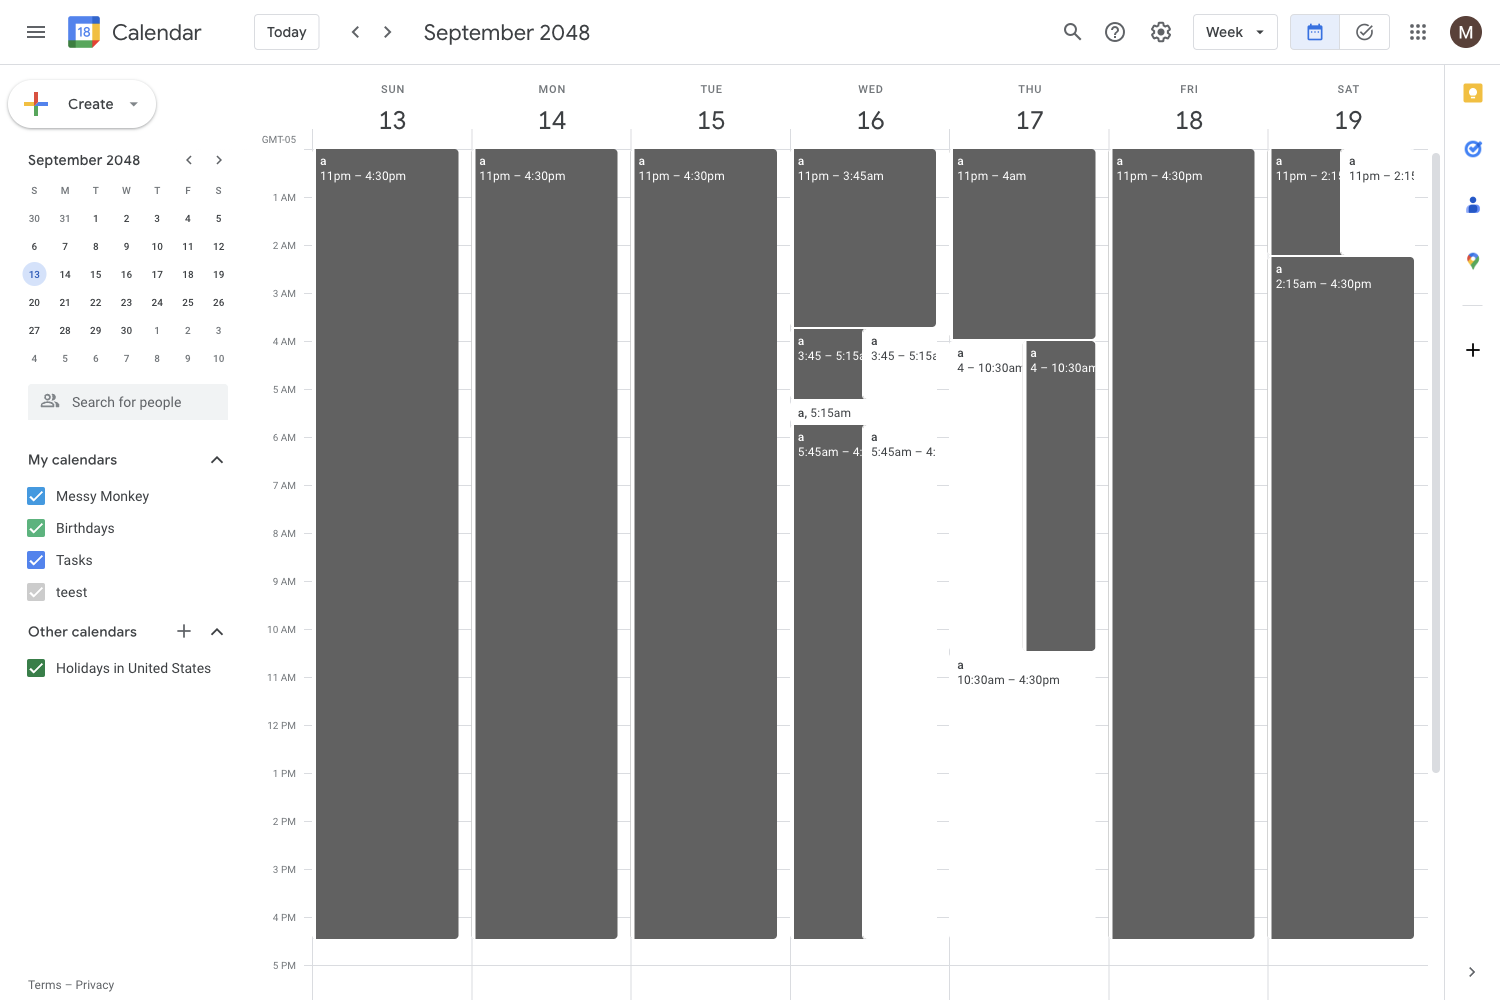 18 Calendar
Today
September 2048
Week
M
Create
September 2048
S M T W T F S
30 31 1 2 3 4 5
6 7 8 9 10 11 12
13 14 15 16 17 18 19
20 21 22 23 24 25 26
27 28 29 30 1 2 3
4 5 6 7 8 9 10
Search for people
My calendars
Messy Monkey
Birthdays
Tasks
teest
Other calendars
Holidays in United States
Terms – Privacy
SUN MON TUE WED THU FRI SAT
13 14 15 16 17 18 19
GMT-05
1 AM
2 AM
3 AM
4 AM
5 AM
6 AM
7 AM
8 AM
9 AM
10 AM
11 AM
12 PM
1 PM
2 PM
3 PM
4 PM
5 PM
a
11pm – 4:30pm
a
11pm – 4:30pm
a
11pm – 4:30pm
a
11pm – 3:45am
a
3:45 – 5:15a
a
3:45 – 5:15a
a, 5:15am
a
5:45am – 4:
a
5:45am – 4:
a
11pm – 4am
a
4 – 10:30am
a
4 – 10:30am
a
10:30am – 4:30pm
a
11pm – 4:30pm
a
11pm – 2:15
a
11pm – 2:15
a
2:15am – 4:30pm